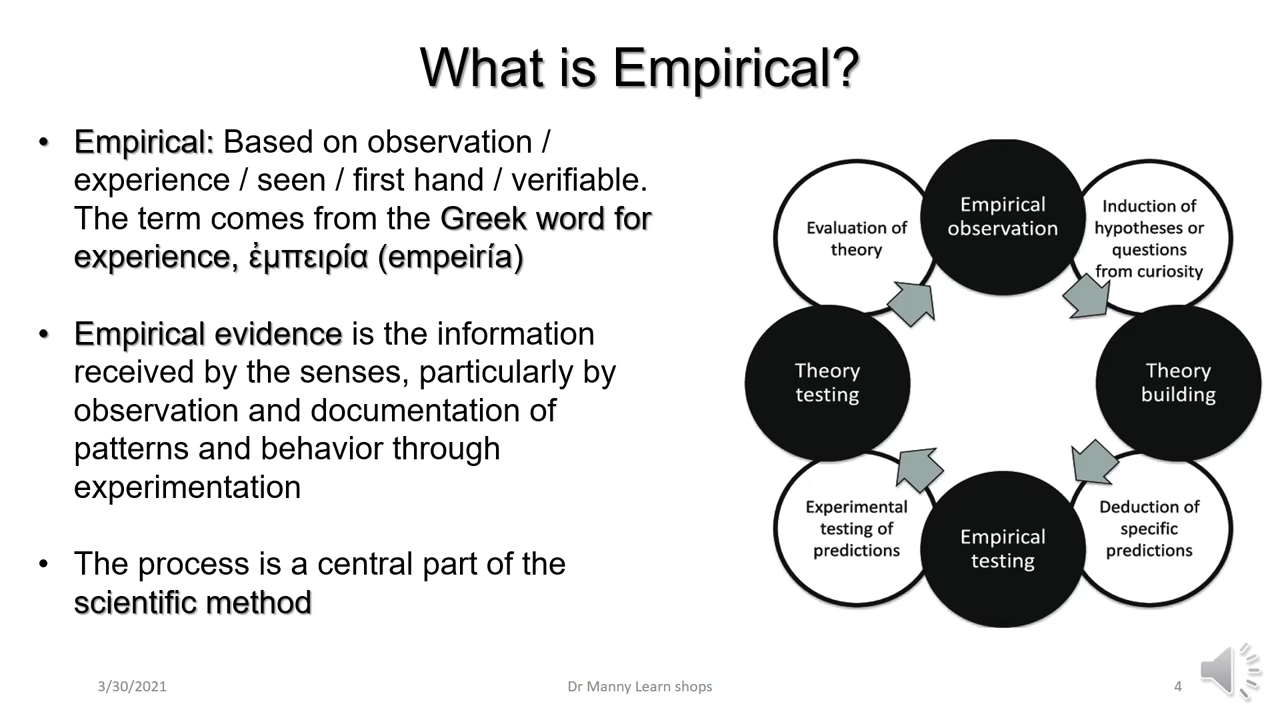 What is Empirical?
• Empirical: Based on observation /
experience / seen / first hand / verifiable.
The term comes from the Greek word for
experience, ἐμπειρία (empeiría)
• Empirical evidence is the information
received by the senses, particularly by
observation and documentation of
patterns and behavior through
experimentation
• The process is a central part of the
scientific method
Evaluation of
theory
Empirical
observation
Induction of
hypotheses or
questions
from curiosity
Theory
testing
Theory
building
Experimental
testing of
predictions
Empirical
testing
Deduction of
specific
predictions
3/30/2021
Dr Manny Learn shops
4